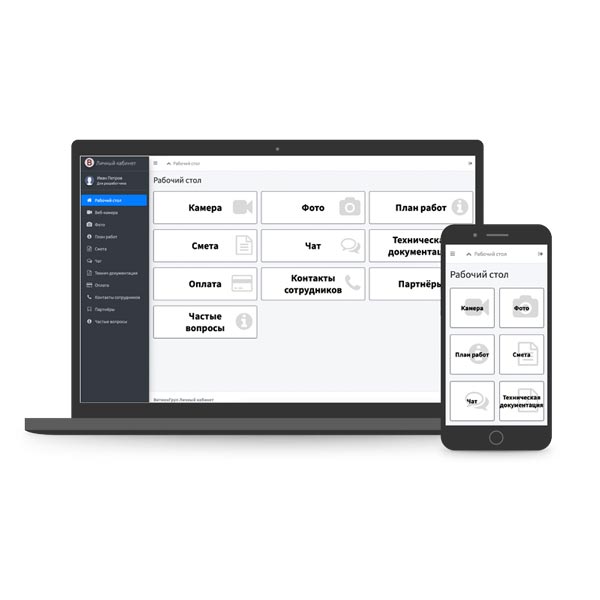 Личный кабинет
Иван Петров
Для разработчика
Рабочий стол
Веб-камера
Фото
План работ
Смета
Чат
Технич.документация
Оплата
Контакты сотрудников
Партнёры
Частые вопросы
Рабочий стол
Рабочий стол
Камера
Фото
План работ
Смета
Чат
Техническа
документац
Оплата
Контакты
сотрудников
Партнёры
Частые
вопросы
Личный кабинет
Рабочий стол
Рабочий стол
Камера
Фото
План работ
Смета
Чат
Техническая
документация